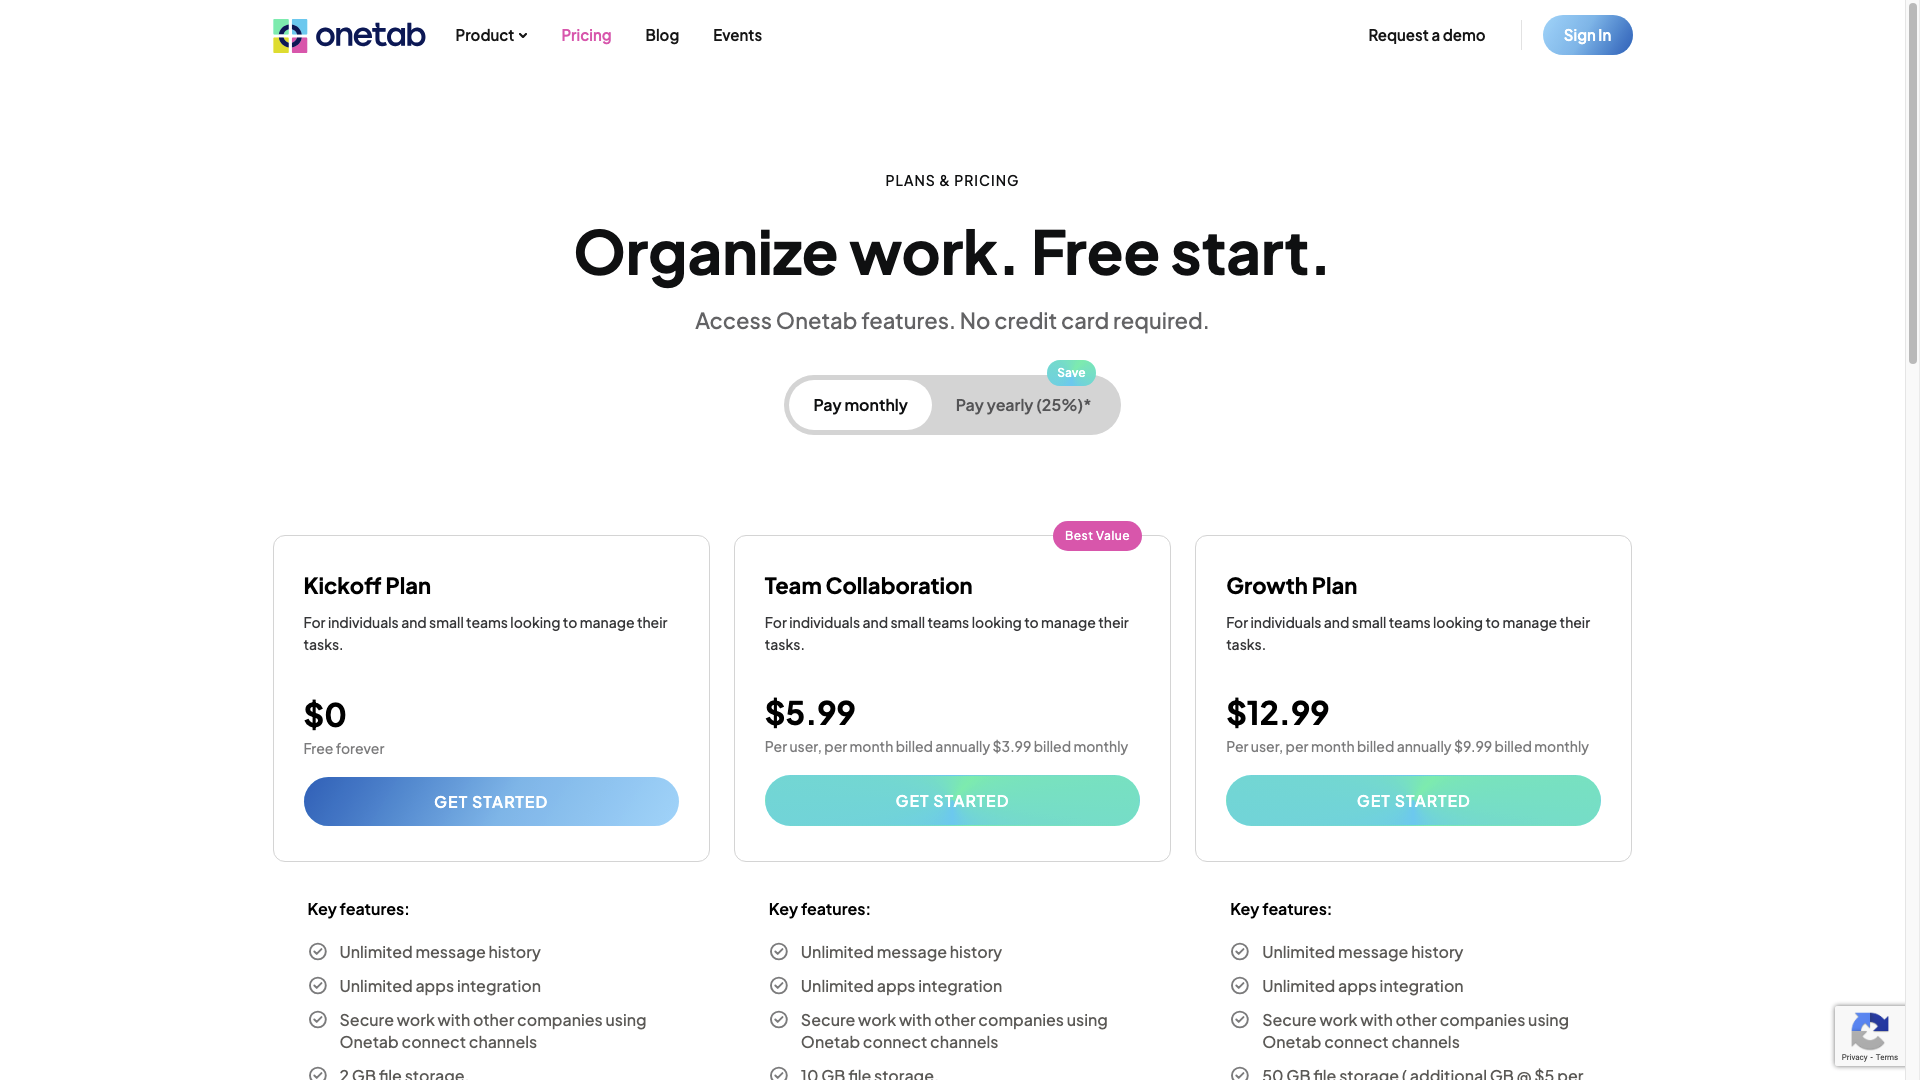 onetab
Product
Pricing
Blog
Events
Request a demo
Sign In
PLANS & PRICING
Organize work. Free start.
Access Onetab features. No credit card required.
Save
Pay monthly
Pay yearly (25%)*
Kickoff Plan
For individuals and small teams looking to manage their
tasks.
$0
Free forever
GET STARTED
Key features:
Unlimited message history
Unlimited apps integration
Secure work with other companies using
Onetab connect channels
2 GB file storage
Best Value
Team Collaboration
For individuals and small teams looking to manage their
tasks.
$5.99
Per user, per month billed annually $3.99 billed monthly
GET STARTED
Key features:
Unlimited message history
Unlimited apps integration
Secure work with other companies using
Onetab connect channels
10 GB file storage
Growth Plan
For individuals and small teams looking to manage their
tasks.
$12.99
Per user, per month billed annually $9.99 billed monthly
GET STARTED
Key features:
Unlimited message history
Unlimited apps integration
Secure work with other companies using
Onetab connect channels
50 GB file storage ( additional GB @ $5 per
Privacy - Terms